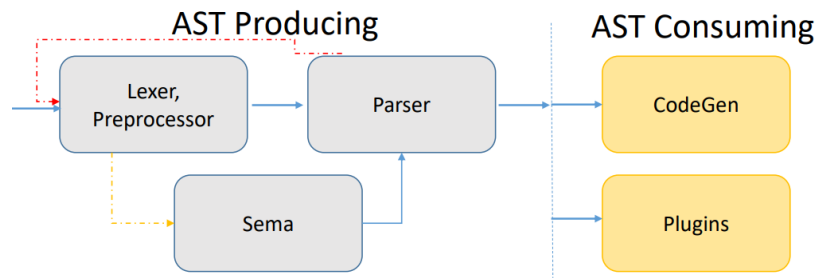 AST Producing
AST Consuming
Lexer,
Preprocessor
Parser
CodeGen
Sema
Plugins